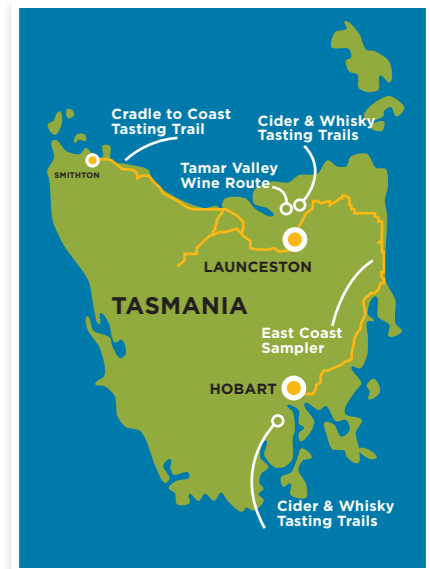 Cradle to Coast
Tasting Trail
Cider & Whisky
Tasting Trails
Tamar Valley
Wine Route
SMITHTON
LAUNCESTON
TASMANIA
East Coast
Sampler
HOBART
Cider & Whisky
Tasting Trails